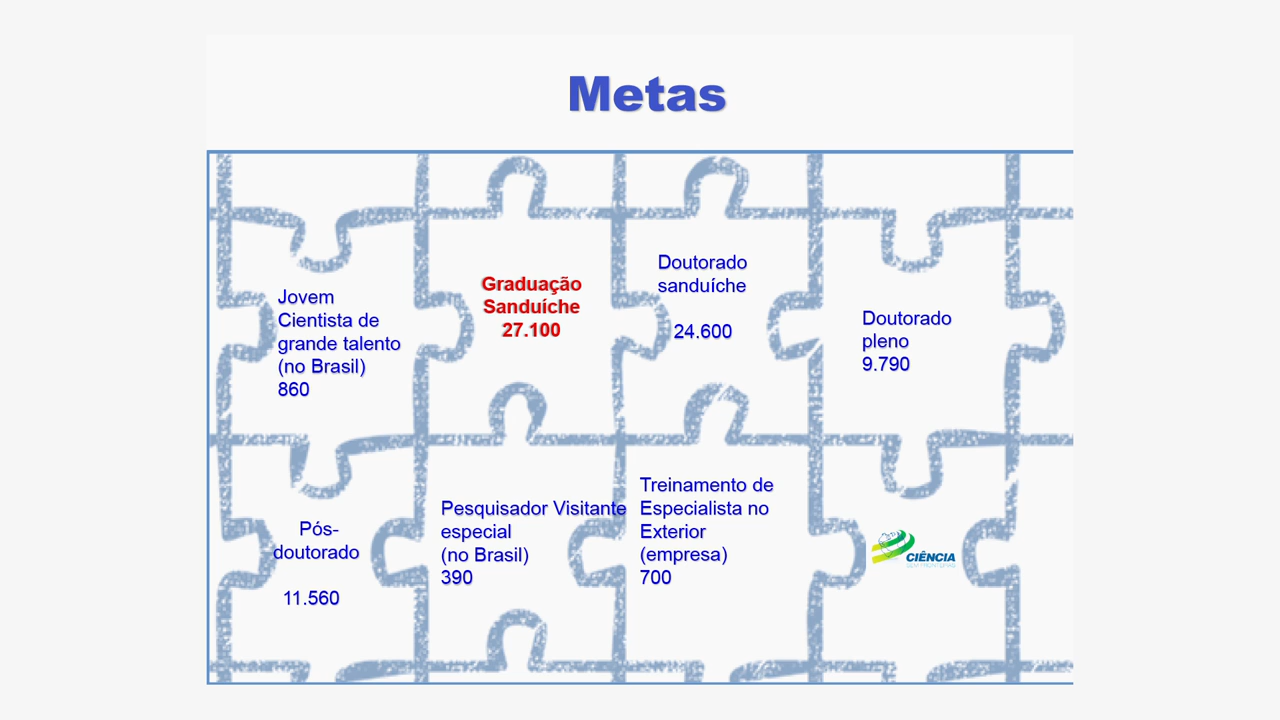 Metas
Jovem
Cientista de
grande talento
(no Brasil)
860
Graduação
Sanduíche
27.100
Doutorado
sanduíche
24.600
Doutorado
pleno
9.790
Pós-
doutorado
11.560
Pesquisador Visitante
especial
(no Brasil)
390
Treinamento de
Especialista no
Exterior
(empresa)
700
CIÊNCIA
SEM FRONTEIRAS